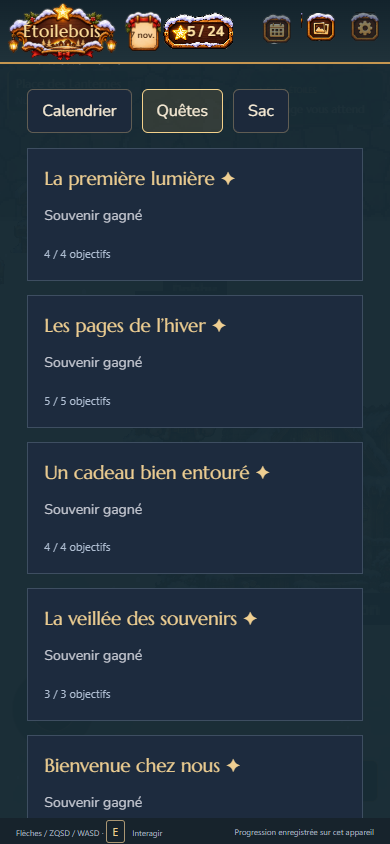 Étoilebois
7 nov.
5 / 24
Calendrier
Quêtes
Sac
La première lumière ✦
Souvenir gagné
4 / 4 objectifs
Les pages de l'hiver ✦
Souvenir gagné
5 / 5 objectifs
Un cadeau bien entouré ✦
Souvenir gagné
4 / 4 objectifs
La veillée des souvenirs ✦
Souvenir gagné
3 / 3 objectifs
Bienvenue chez nous ✦
Souvenir gagné
Flèches / ZQSD / WASD · E Interagir
Progression enregistrée sur cet appareil